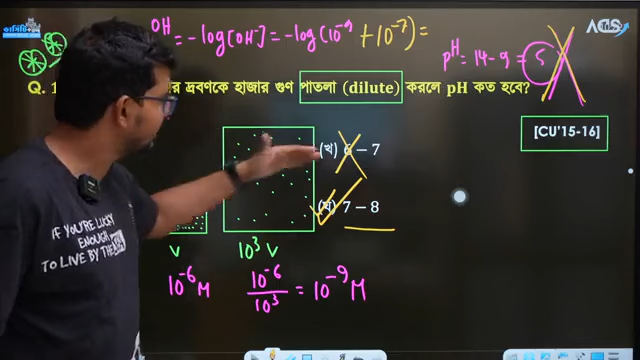 OH = - log[OH⁻] = - log (10⁻⁹ + 10⁻⁷) =
pH = 14 - 9 = 5
ACS
Q. 1
দ্রবণকে হাজার গুণ পাতলা (dilute) করলে pH কত হবে?
[CU'15-16]
(খ) 6 – 7
(ঘ) 7 – 8
V
10³ V
10⁻⁶ M
10⁻⁶ / 10³ = 10⁻⁹ M
IF YOU'RE LUCKY
ENOUGH
TO LIVE BY THE